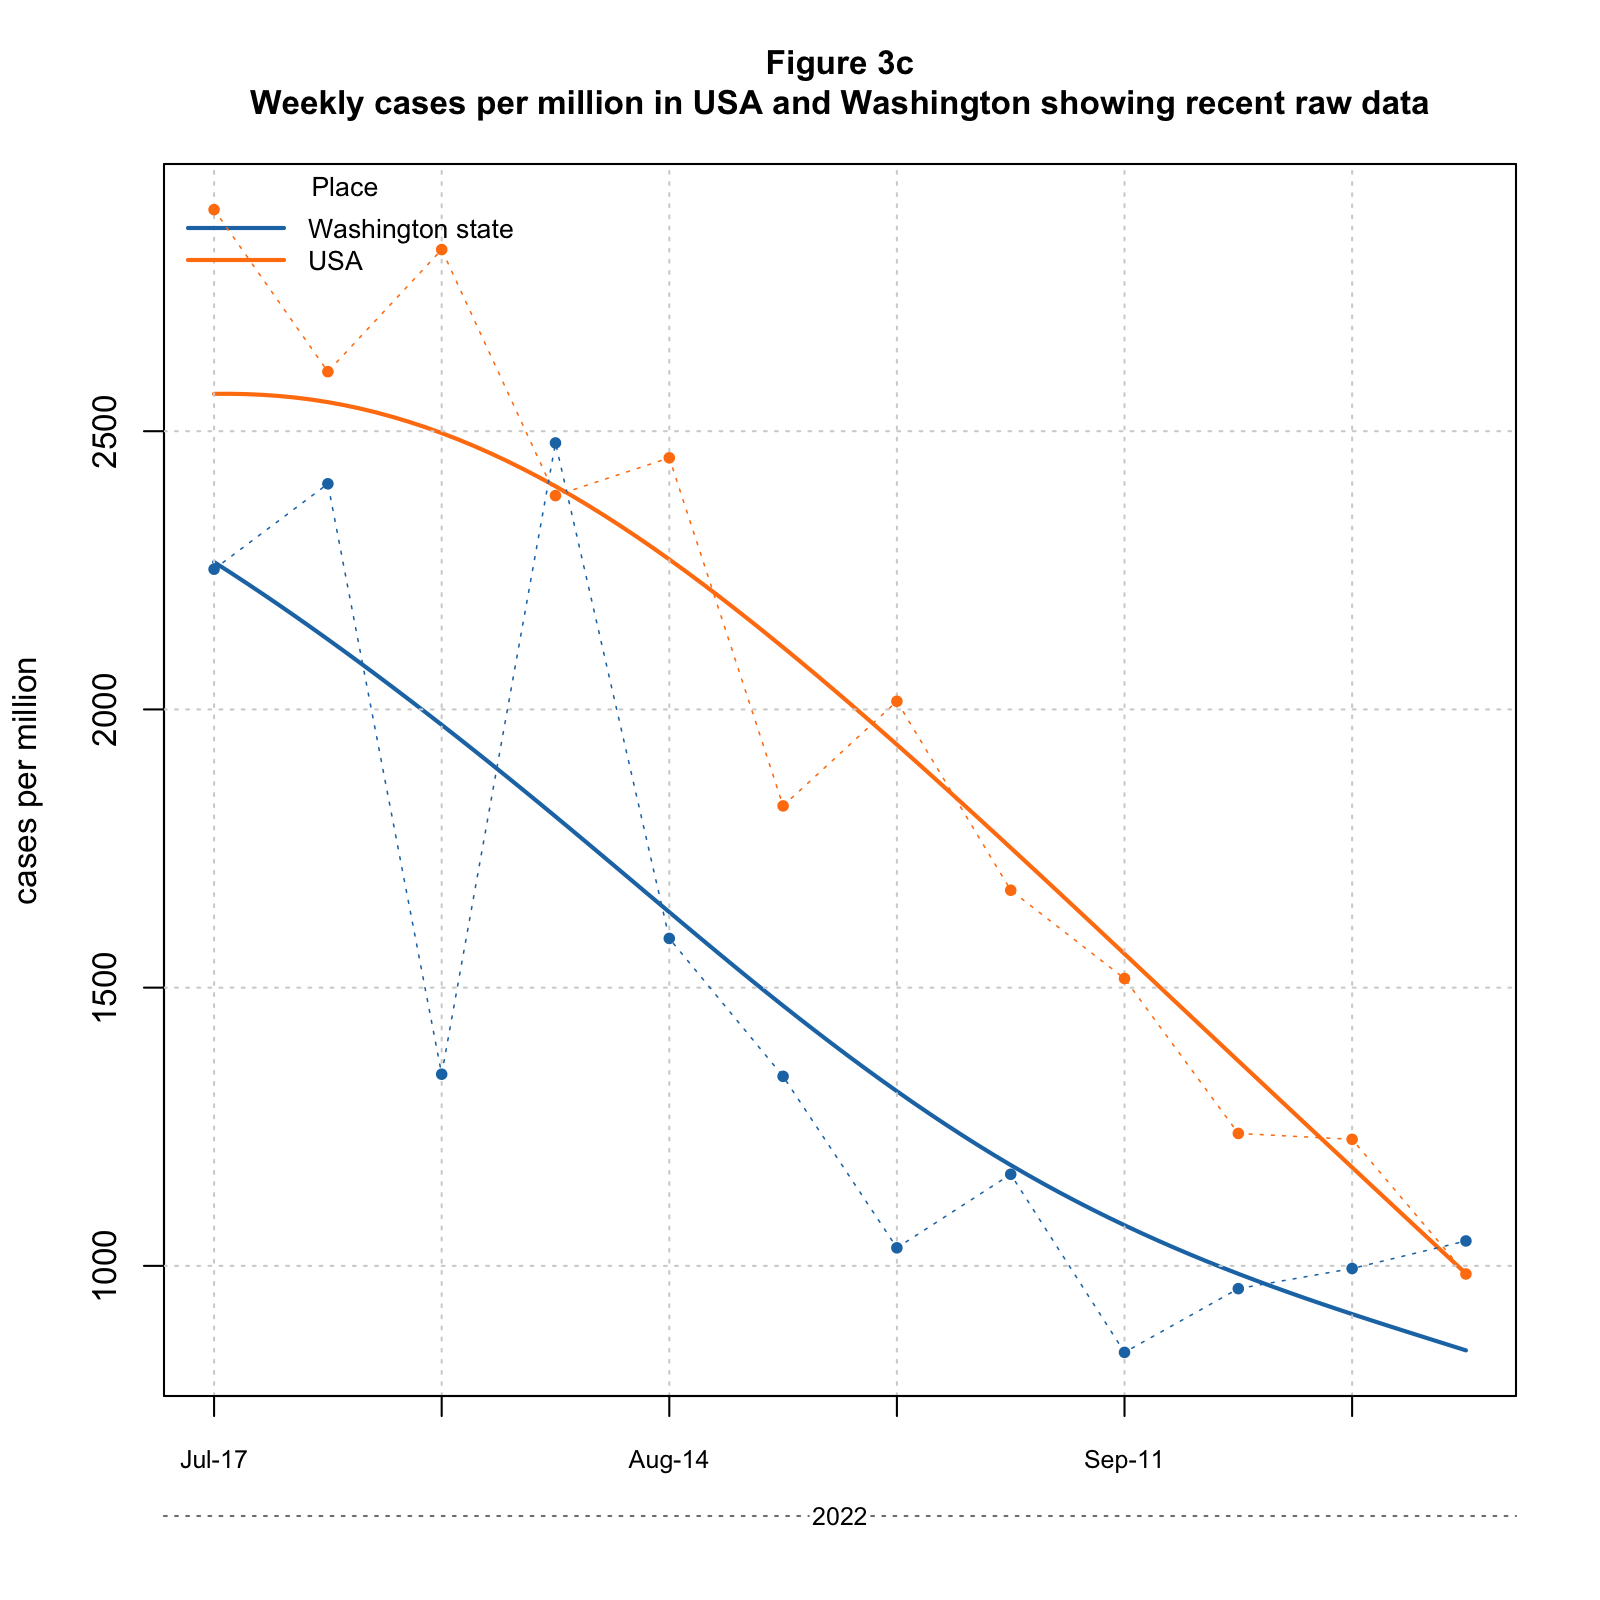 Figure 3c
Weekly cases per million in USA and Washington showing recent raw data
Place
Washington state
USA
cases per million
2500
2000
1500
1000
Jul-17 Aug-14 Sep-11
2022